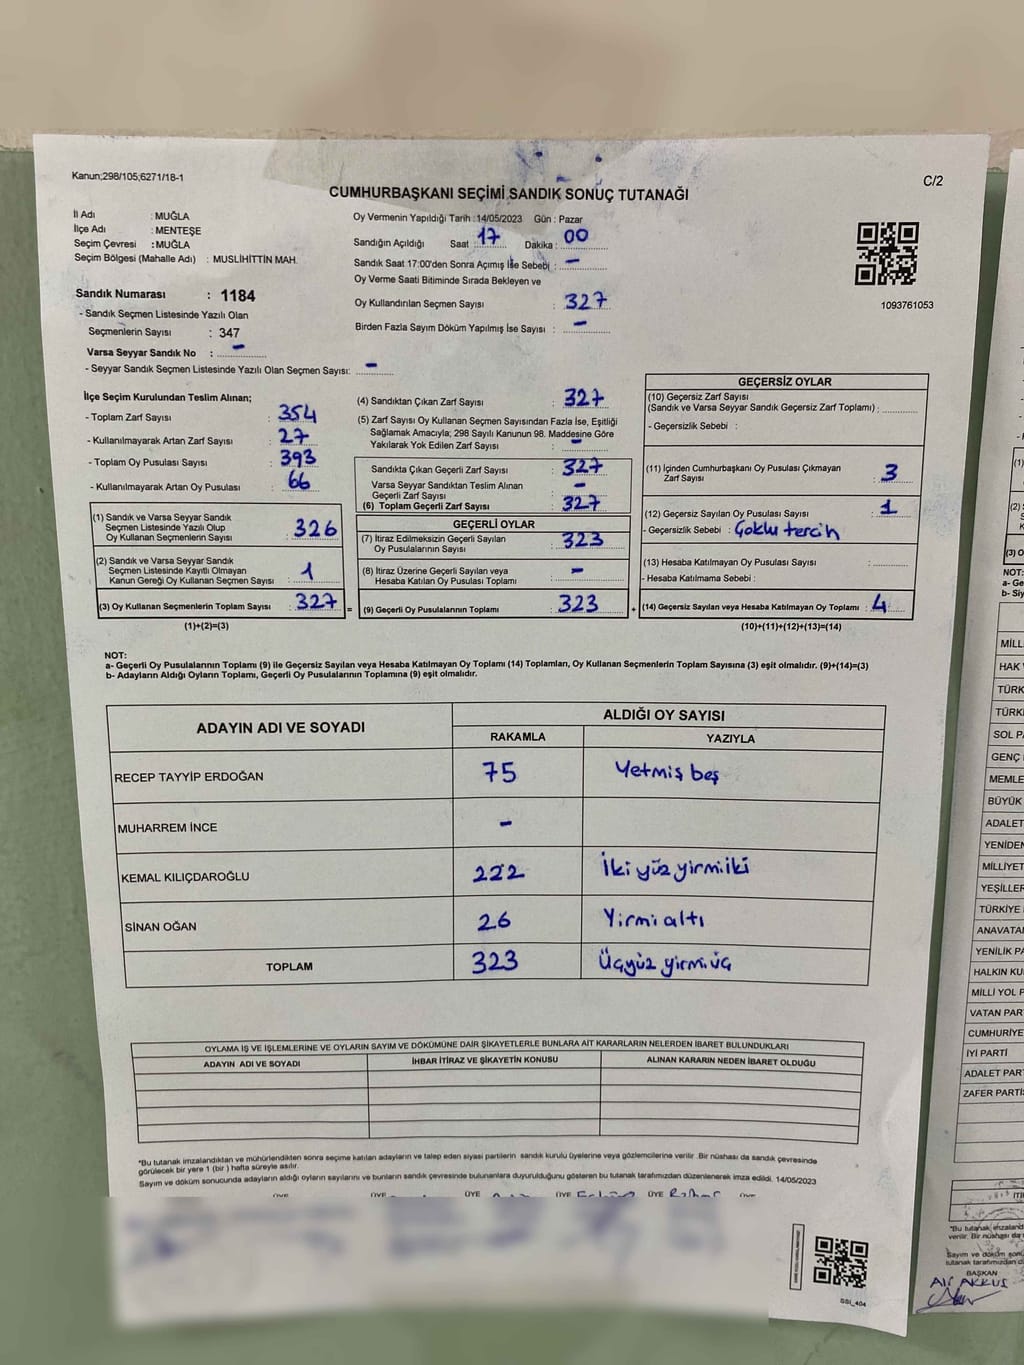 Kanun;298/105;6271/18-1
C/2
CUMHURBAŞKANI SEÇİMİ SANDIK SONUÇ TUTANAĞI
İl Adı : MUĞLA
İlçe Adı : MENTEŞE
Seçim Çevresi : MUĞLA
Seçim Bölgesi (Mahalle Adı) : MUSLİHİTTİN MAH.
Oy Vermenin Yapıldığı Tarih : 14/05/2023 Gün : Pazar
Sandığın Açıldığı Saat : 17 Dakika : 00
Sandık Saat 17:00'den Sonra Açılmış İse Sebebi : -
Oy Verme Saati Bitiminde Sırada Bekleyen ve
Oy Kullandırılan Seçmen Sayısı : 327
Birden Fazla Sayım Döküm Yapılmış İse Sayısı : -
1093761053
Sandık Numarası : 1184
- Sandık Seçmen Listesinde Yazılı Olan
Seçmenlerin Sayısı : 347
Varsa Seyyar Sandık No : -
- Seyyar Sandık Seçmen Listesinde Yazılı Olan Seçmen Sayısı: -
İlçe Seçim Kurulundan Teslim Alınan;
- Toplam Zarf Sayısı : 354
- Kullanılmayarak Artan Zarf Sayısı : 27
- Toplam Oy Pusulası Sayısı : 393
- Kullanılmayarak Artan Oy Pusulası : 66
(1) Sandık ve Varsa Seyyar Sandık
Seçmen Listesinde Yazılı Olup
Oy Kullanan Seçmenlerin Sayısı : 326
(2) Sandık ve Varsa Seyyar Sandık
Seçmen Listesinde Kayıtlı Olmayan
Kanun Gereği Oy Kullanan Seçmen Sayısı : 1
(3) Oy Kullanan Seçmenlerin Toplam Sayısı : 327 =
(1)+(2)=(3)
(4) Sandıktan Çıkan Zarf Sayısı : 327
(5) Zarf Sayısı Oy Kullanan Seçmen Sayısından Fazla İse, Eşitliği
Sağlamak Amacıyla; 298 Sayılı Kanunun 98. Maddesine Göre
Yakılarak Yok Edilen Zarf Sayısı : -
Sandıkta Çıkan Geçerli Zarf Sayısı : 327
Varsa Seyyar Sandıktan Teslim Alınan
Geçerli Zarf Sayısı : -
(6) Toplam Geçerli Zarf Sayısı : 327
GEÇERLİ OYLAR
(7) İtiraz Edilmeksizin Geçerli Sayılan
Oy Pusulalarının Sayısı : 323
(8) İtiraz Üzerine Geçerli Sayılan veya
Hesaba Katılan Oy Pusulası Toplamı : -
(9) Geçerli Oy Pusulalarının Toplamı : 323 +
GEÇERSİZ OYLAR
(10) Geçersiz Zarf Sayısı
(Sandık ve Varsa Seyyar Sandık Geçersiz Zarf Toplamı) :
- Geçersizlik Sebebi :
(11) İçinden Cumhurbaşkanı Oy Pusulası Çıkmayan
Zarf Sayısı : 3
(12) Geçersiz Sayılan Oy Pusulası Sayısı : 1
- Geçersizlik Sebebi : Çoklu tercih
(13) Hesaba Katılmayan Oy Pusulası Sayısı :
- Hesaba Katılmama Sebebi :
(14) Geçersiz Sayılan veya Hesaba Katılmayan Oy Toplamı : 4
(10)+(11)+(12)+(13)=(14)
NOT:
a- Geçerli Oy Pusulalarının Toplamı (9) ile Geçersiz Sayılan veya Hesaba Katılmayan Oy Toplamı (14) Toplamları, Oy Kullanan Seçmenlerin Toplam Sayısına (3) eşit olmalıdır. (9)+(14)=(3)
b- Adayların Aldığı Oyların Toplamı, Geçerli Oy Pusulalarının Toplamına (9) eşit olmalıdır.
ADAYIN ADI VE SOYADI
ALDIĞI OY SAYISI
RAKAMLA YAZIYLA
RECEP TAYYİP ERDOĞAN 75 Yetmiş beş
MUHARREM İNCE -
KEMAL KILIÇDAROĞLU 222 İki yüz yirmi iki
SİNAN OĞAN 26 Yirmi altı
TOPLAM 323 Üçyüz yirmi üç
OYLAMA İŞ VE İŞLEMLERİNE VE OYLARIN SAYIM VE DÖKÜMÜNE DAİR ŞİKAYETLERLE BUNLARA AİT KARARLARIN NELERDEN İBARET BULUNDUKLARI
ADAYIN ADI VE SOYADI İHBAR İTİRAZ VE ŞİKAYETİN KONUSU ALINAN KARARIN NEDEN İBARET OLDUĞU
*Bu tutanak imzalandıktan ve mühürlendikten sonra seçime katılan adayların ve talep eden siyasi partilerin sandık kurulu üyelerine veya gözlemcilerine verilir. Bir nüshası da sandık çevresinde
görülecek bir yere 1 (bir) hafta süreyle asılır.
Sayım ve döküm sonucunda adayların aldığı oyların sayılarını ve bunların sandık çevresinde bulunanlara duyurulduğunu gösteren bu tutanak tarafımızdan düzenlenerek imza edildi. 14/05/2023
ÜYE ÜYE ÜYE ÜYE ÜYE ÜYE
SSİ_404
MİLL
HAK
TÜRK
TÜRKİ
SOL PA
GENÇ
MEMLE
BÜYÜK
ADALET
YENİDEN
MİLLİYET
YEŞİLLER
TÜRKİYE
ANAVATA
YENİLİK PA
HALKIN KU
MİLLİ YOL P
VATAN PAR
CUMHURİYE
İYİ PARTİ
ADALET PAR
ZAFER PARTİS
BAŞKAN
Ali AKKUŞ